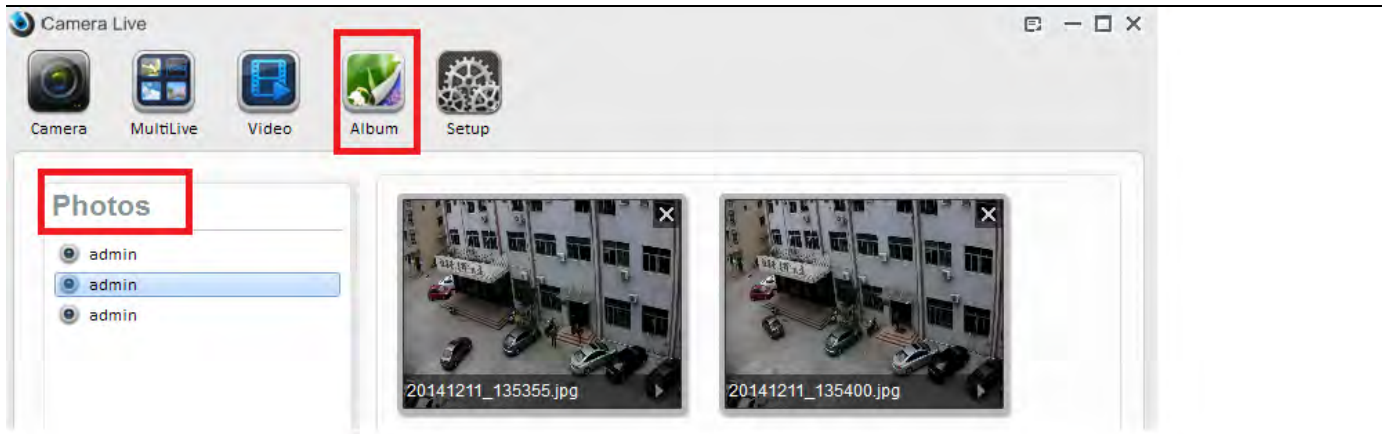 Camera Live
Camera MultiLive Video Album Setup
Photos
admin
admin
admin
20141211_135355.jpg
20141211_135400.jpg